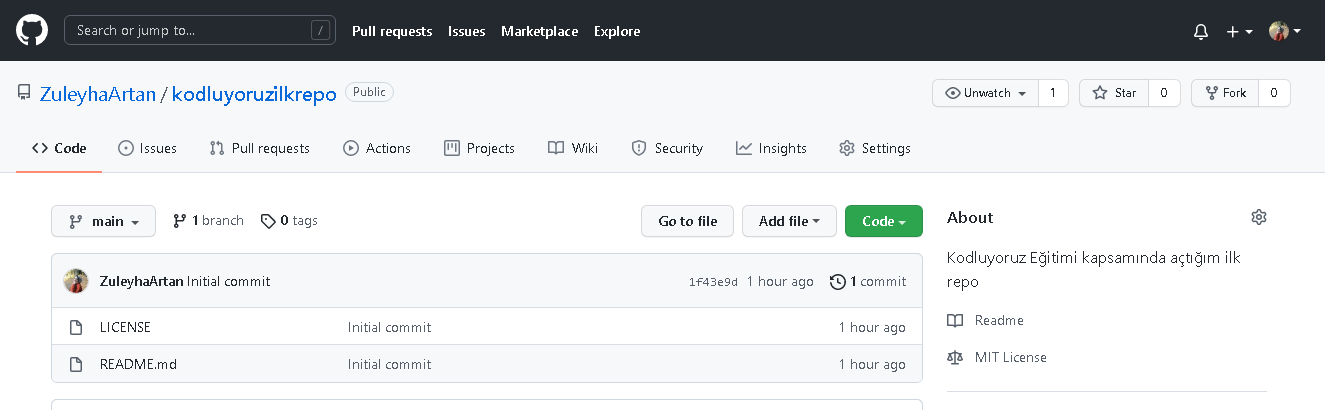 Search or jump to... / Pull requests Issues Marketplace Explore
ZuleyhaArtan / kodluyoruzilkrepo Public Unwatch 1 Star 0 Fork 0
Code Issues Pull requests Actions Projects Wiki Security Insights Settings
main 1 branch 0 tags Go to file Add file Code
ZuleyhaArtan Initial commit 1f43e9d 1 hour ago 1 commit
LICENSE Initial commit 1 hour ago
README.md Initial commit 1 hour ago
About
Kodluyoruz Eğitimi kapsamında açtığım ilk
repo
Readme
MIT License